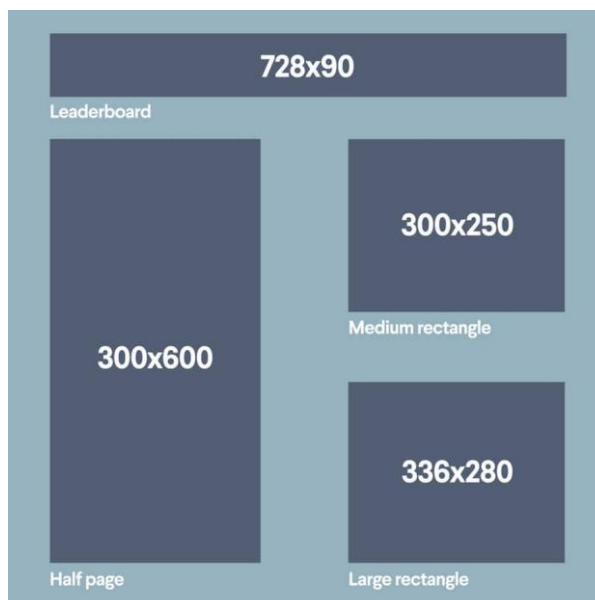 728x90
Leaderboard
300x600
Half page
300x250
Medium rectangle
336x280
Large rectangle